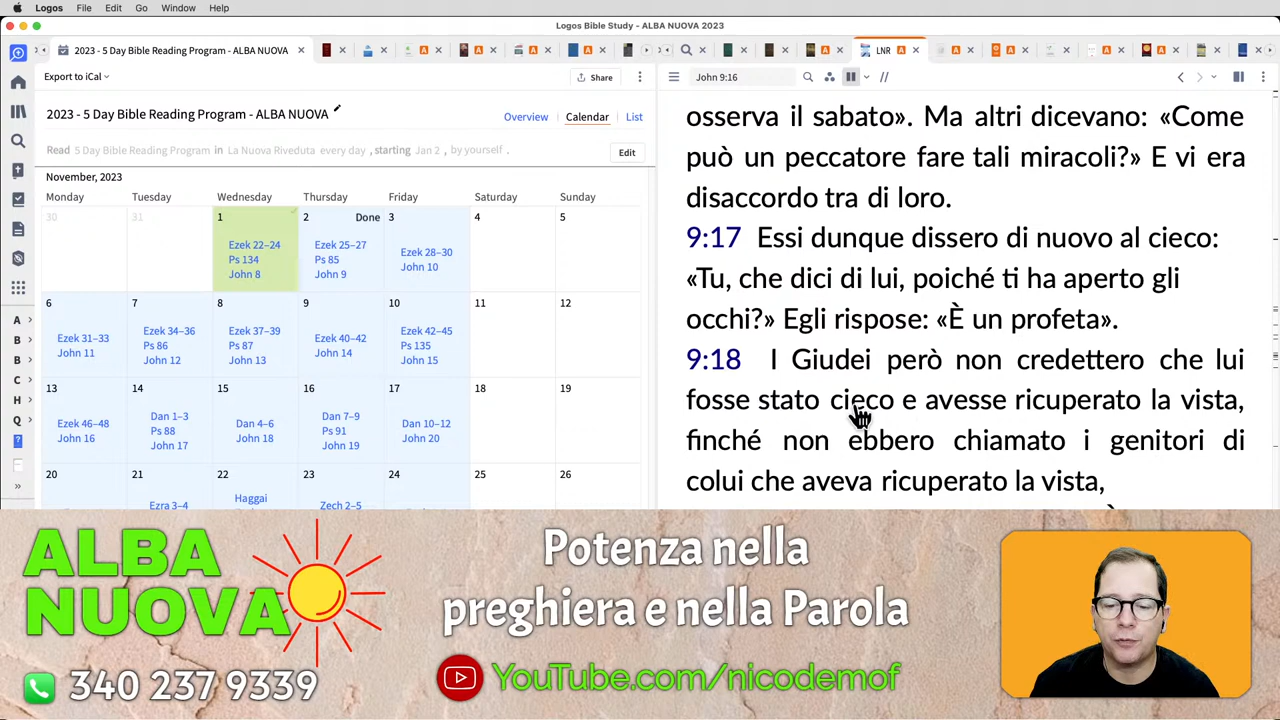 Logos File Edit Go Window Help
Logos Bible Study - ALBA NUOVA 2023
2023 - 5 Day Bible Reading Program - ALBA NUOVA
LNR
Export to iCal
Share
John 9:16
2023 - 5 Day Bible Reading Program - ALBA NUOVA
Overview Calendar List
Read 5 Day Bible Reading Program in La Nuova Riveduta every day , starting Jan 2 , by yourself .
Edit
November, 2023
Monday Tuesday Wednesday Thursday Friday Saturday Sunday
30 31 1 2 Done 3 4 5
Ezek 22–24
Ps 134
John 8
Ezek 25–27
Ps 85
John 9
Ezek 28–30
John 10
6 7 8 9 10 11 12
Ezek 31–33
John 11
Ezek 34–36
Ps 86
John 12
Ezek 37–39
Ps 87
John 13
Ezek 40–42
John 14
Ezek 42–45
Ps 135
John 15
13 14 15 16 17 18 19
Ezek 46–48
John 16
Dan 1–3
Ps 88
John 17
Dan 4–6
John 18
Dan 7–9
Ps 91
John 19
Dan 10–12
John 20
20 21 22 23 24 25 26
Ezra 3–4
Haggai
Zech 2–5
A
B
B
C
H
Q
osserva il sabato». Ma altri dicevano: «Come
può un peccatore fare tali miracoli?» E vi era
disaccordo tra di loro.
9:17 Essi dunque dissero di nuovo al cieco:
«Tu, che dici di lui, poiché ti ha aperto gli
occhi?» Egli rispose: «È un profeta».
9:18 I Giudei però non credettero che lui
fosse stato cieco e avesse ricuperato la vista,
finché non ebbero chiamato i genitori di
colui che aveva ricuperato la vista,
ALBA
NUOVA
340 237 9339
Potenza nella
preghiera e nella Parola
YouTube.com/nicodemof